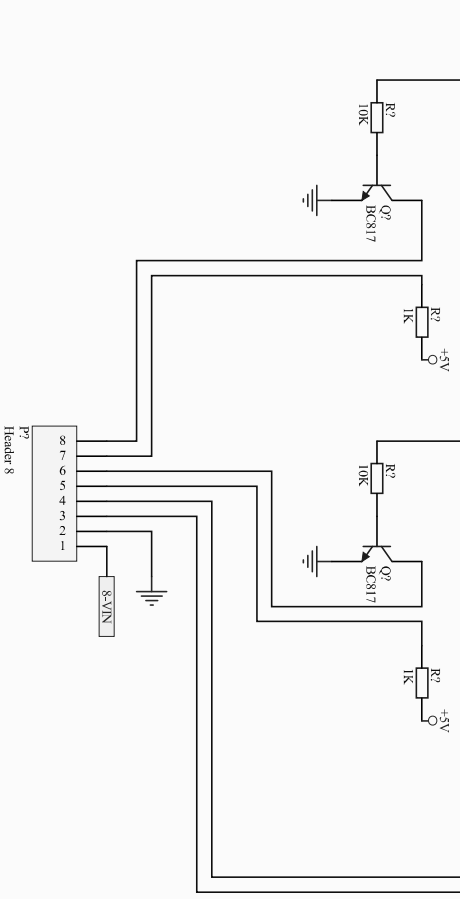 R?
10K
Q?
BC817
R?
1K
+5V
P?
Header 8
8
7
6
5
4
3
2
1
8-VIN
R?
10K
Q?
BC817
R?
1K
+5V